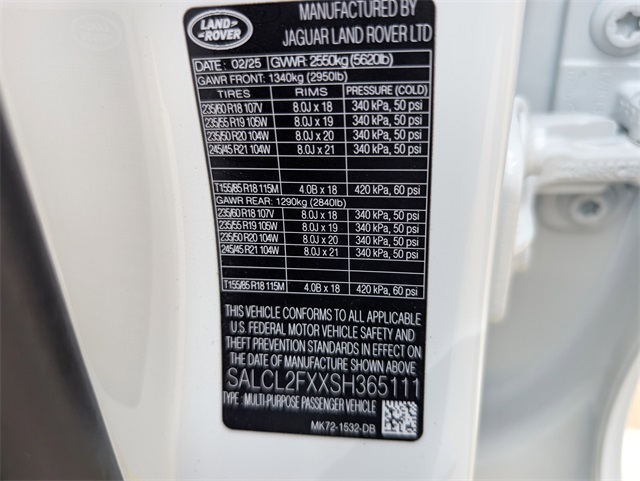 LAND ROVER
MANUFACTURED BY
JAGUAR LAND ROVER LTD
DATE : 02/25 GVWR: 2550kg (5620lb)
GAWR FRONT: 1340kg (2950lb)
TIRES RIMS PRESSURE (COLD)
235/60 R18 107V 8.0J x 18 340 kPa, 50 psi
235/55 R19 105W 8.0J x 19 340 kPa, 50 psi
235/50 R20 104W 8.0J x 20 340 kPa, 50 psi
245/45 R21 104W 8.0J x 21 340 kPa, 50 psi
T155/85 R18 115M 4.0B x 18 420 kPa, 60 psi
GAWR REAR: 1290kg (2840lb)
235/60 R18 107V 8.0J x 18 340 kPa, 50 psi
235/55 R19 105W 8.0J x 19 340 kPa, 50 psi
235/50 R20 104W 8.0J x 20 340 kPa, 50 psi
245/45 R21 104W 8.0J x 21 340 kPa, 50 psi
T155/85 R18 115M 4.0B x 18 420 kPa, 60 psi
THIS VEHICLE CONFORMS TO ALL APPLICABLE
U.S. FEDERAL MOTOR VEHICLE SAFETY AND
THEFT PREVENTION STANDARDS IN EFFECT ON
THE DATE OF MANUFACTURE SHOWN ABOVE.
SALCL2FXXSH365111
TYPE : MULTI-PURPOSE PASSENGER VEHICLE
MK72-1532-DB